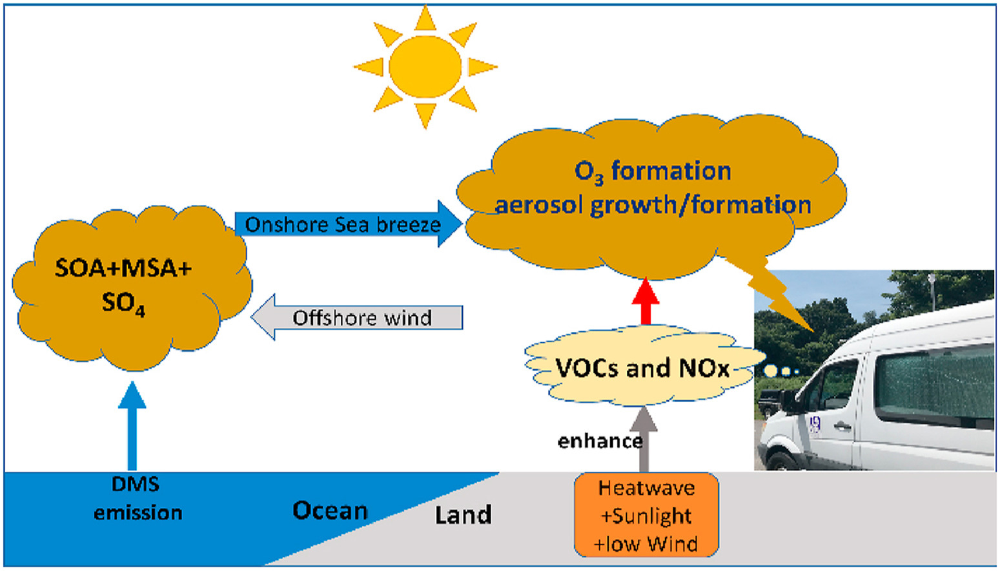 O₃ formation
aerosol growth/formation
Onshore Sea breeze
SOA+MSA+
SO₄
Offshore wind
VOCs and NOx
enhance
DMS
emission
Ocean
Land
Heatwave
+Sunlight
+low Wind